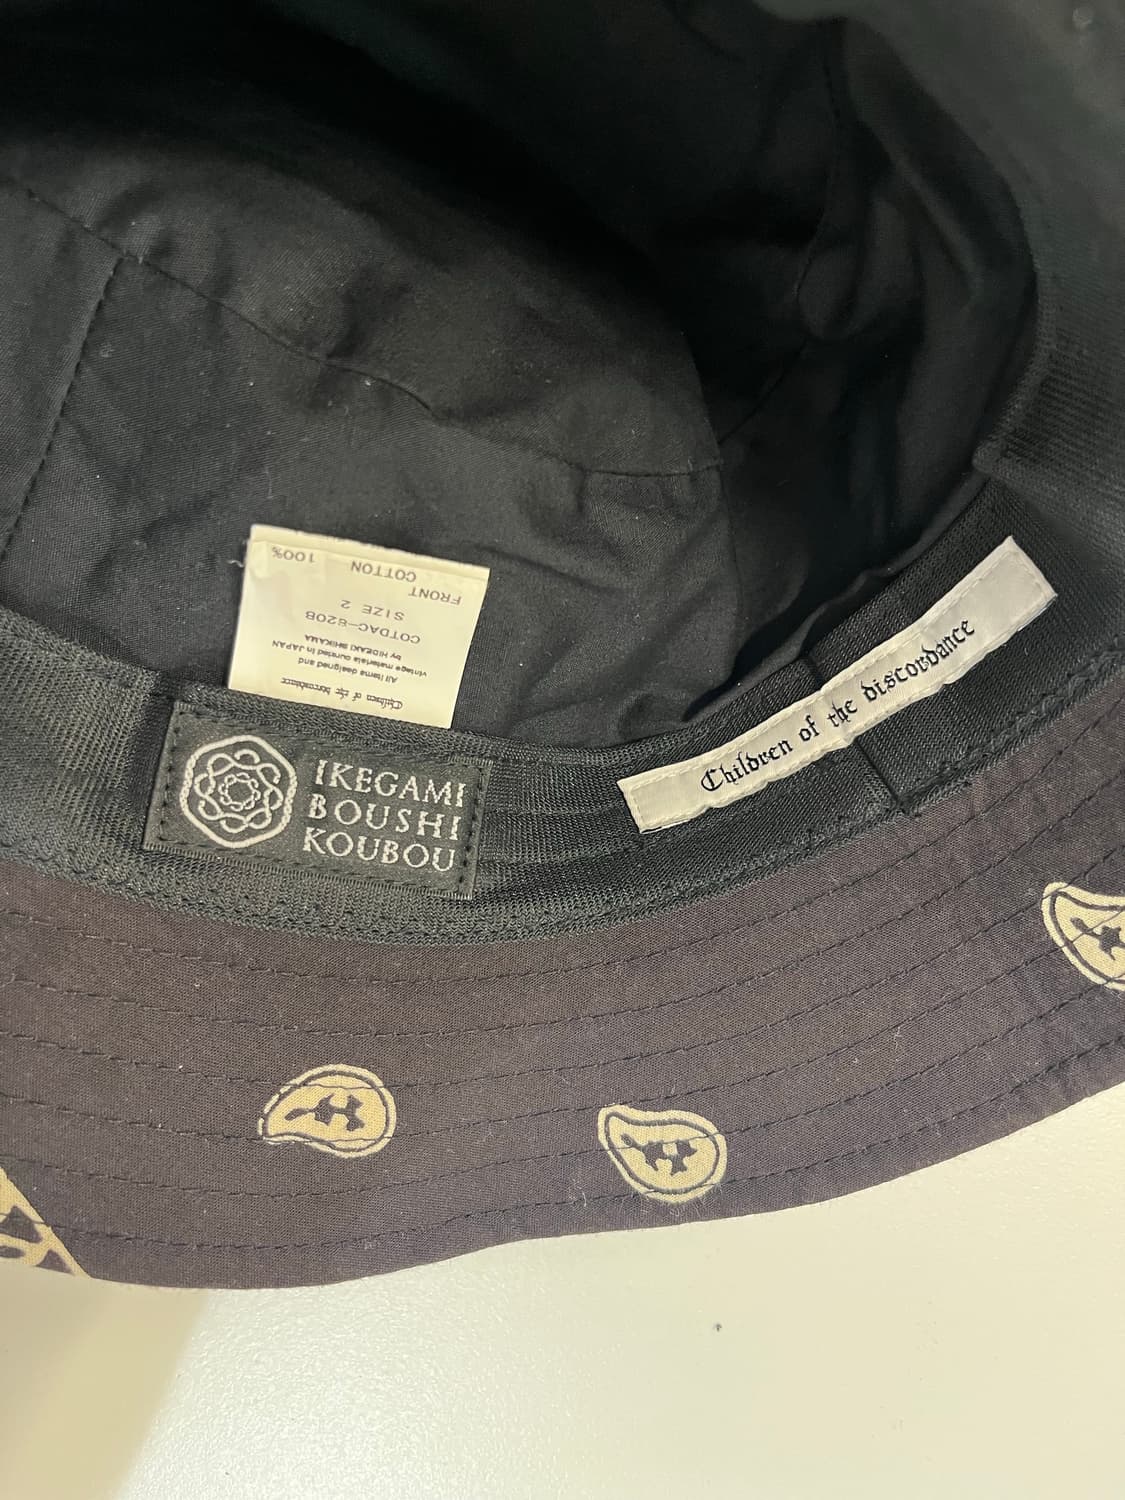 Children of the discordance
All items designed and
vintage materials curated in JAPAN
by HIDEAKI SHIKAMA
COTDAC-820B
SIZE 2
FRONT
COTTON 100%
IKEGAMI
BOUSHI
KOUBOU
Children of the discordance